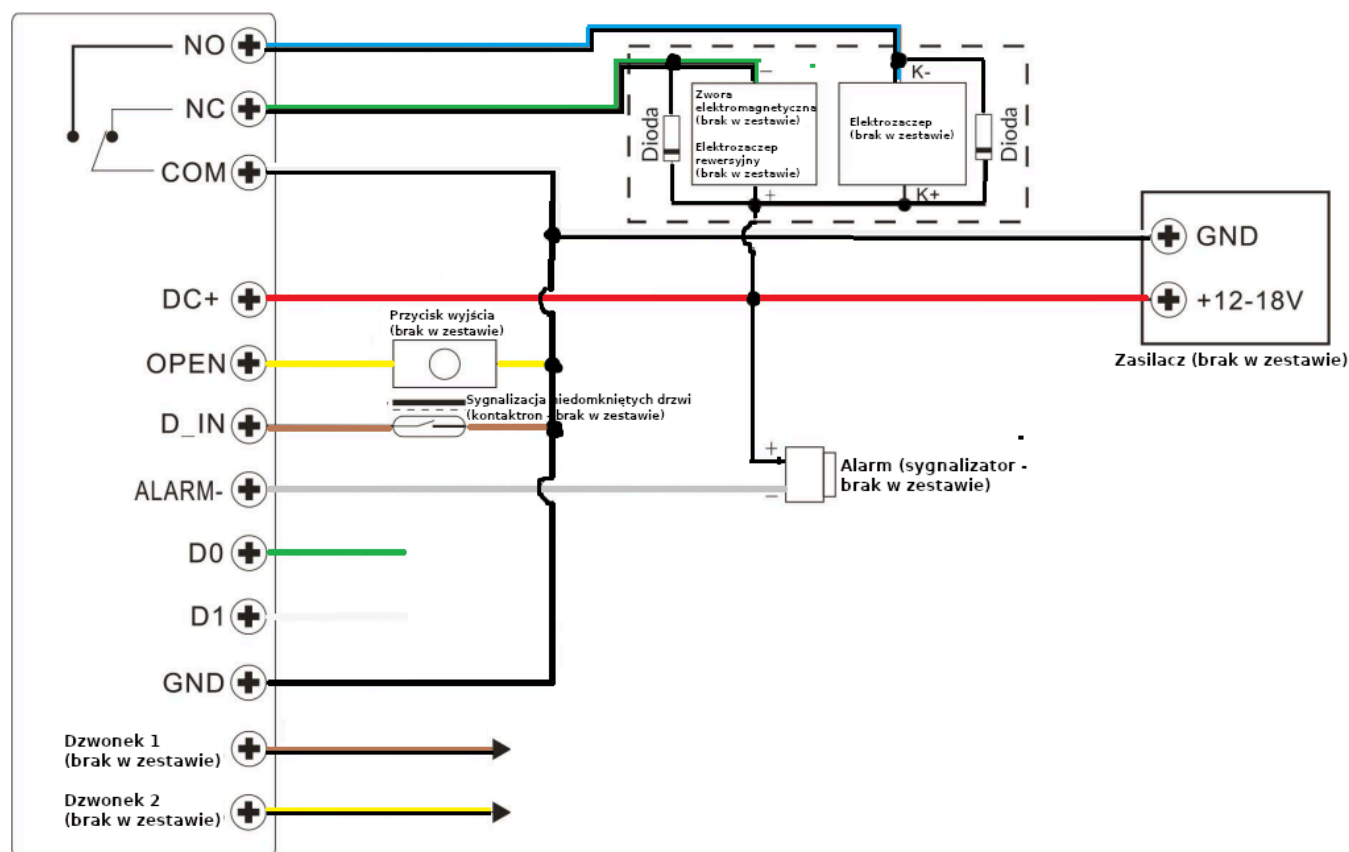 NO
NC
COM
DC+
OPEN
D_IN
ALARM-
D0
D1
GND
Dzwonek 1
(brak w zestawie)
Dzwonek 2
(brak w zestawie)
Przycisk wyjścia
(brak w zestawie)
Sygnalizacja niedomkniętych drzwi
(kontaktron - brak w zestawie)
Dioda
−
Zwora
elektromagnetyczna
(brak w zestawie)
Elektrozaczep
rewersyjny
(brak w zestawie)
+
K-
Elektrozaczep
(brak w zestawie)
K+
Dioda
GND
+12-18V
Zasilacz (brak w zestawie)
+
−
Alarm (sygnalizator -
brak w zestawie)